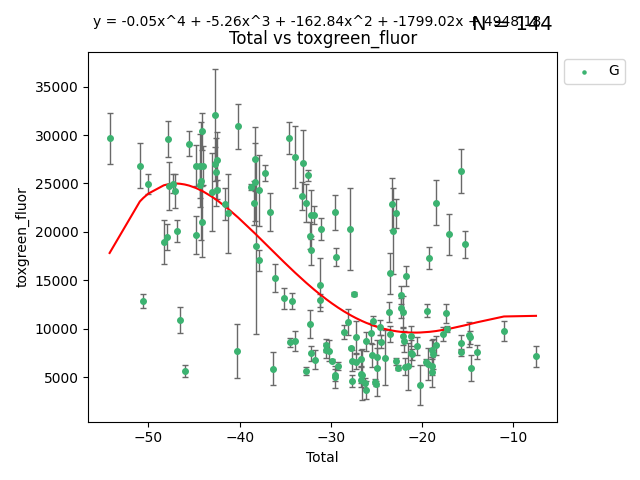 y = -0.05x^4 + -5.26x^3 + -162.84x^2 + -1799.02x + 4948.18
N = 144
Total vs toxgreen_fluor
G
35000
30000
25000
20000
15000
10000
5000
toxgreen_fluor
−50
−40
−30
−20
−10
Total